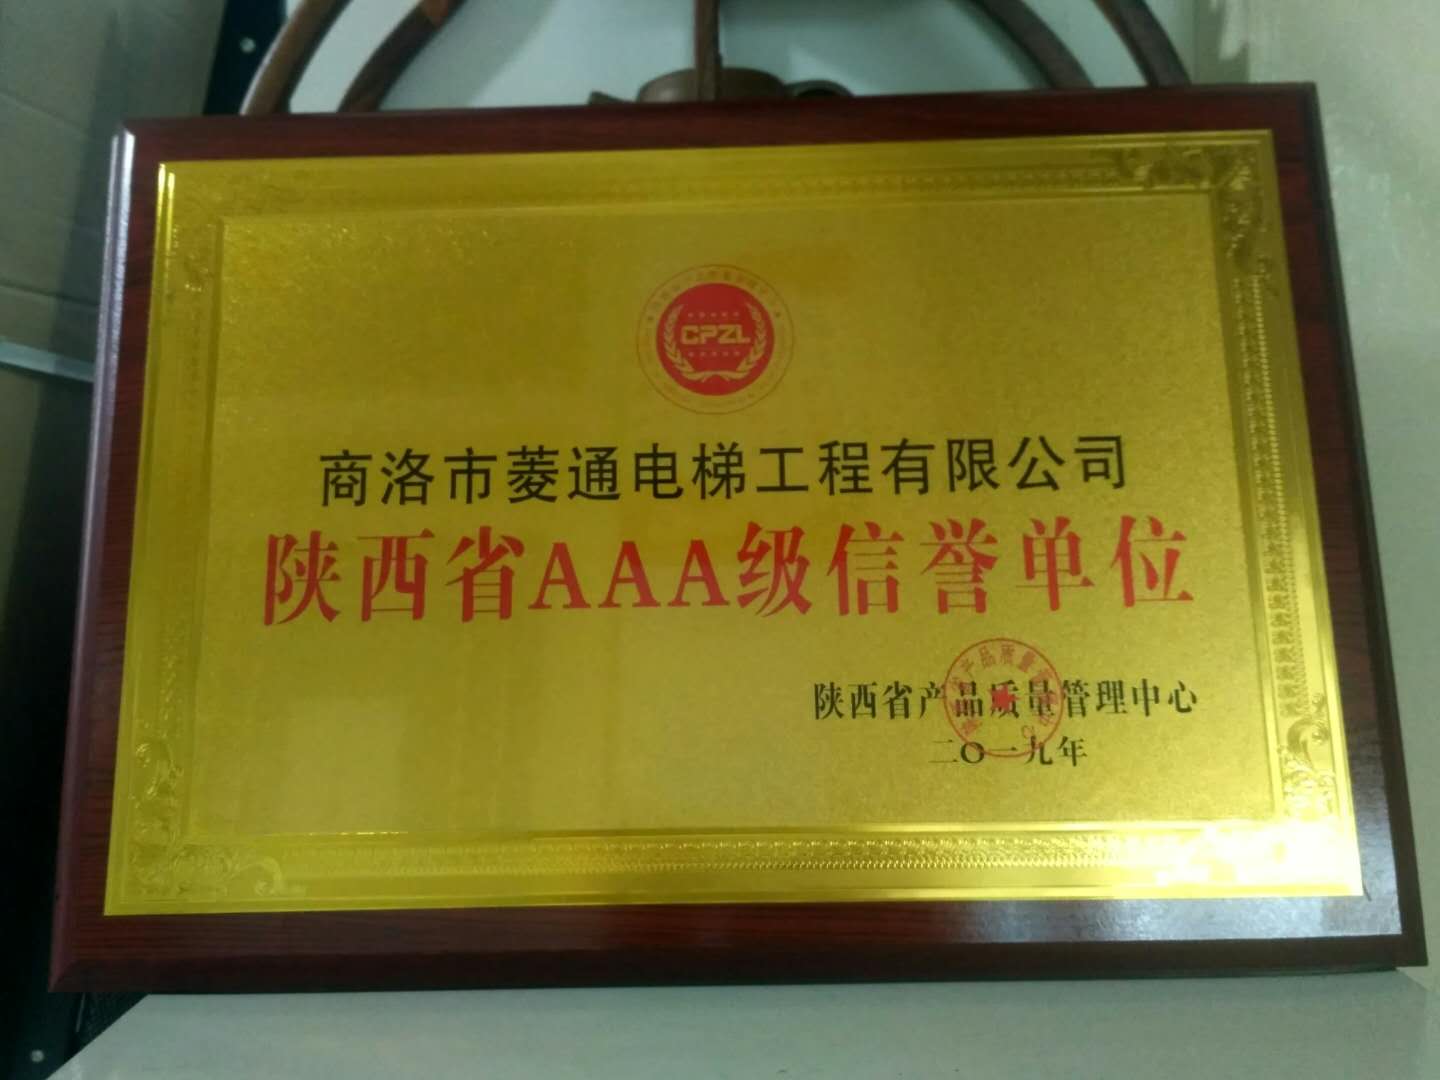 CPZL
商洛市菱通电梯工程有限公司
陕西省AAA级信誉单位
陕西省产品质量管理中心
二〇一九年